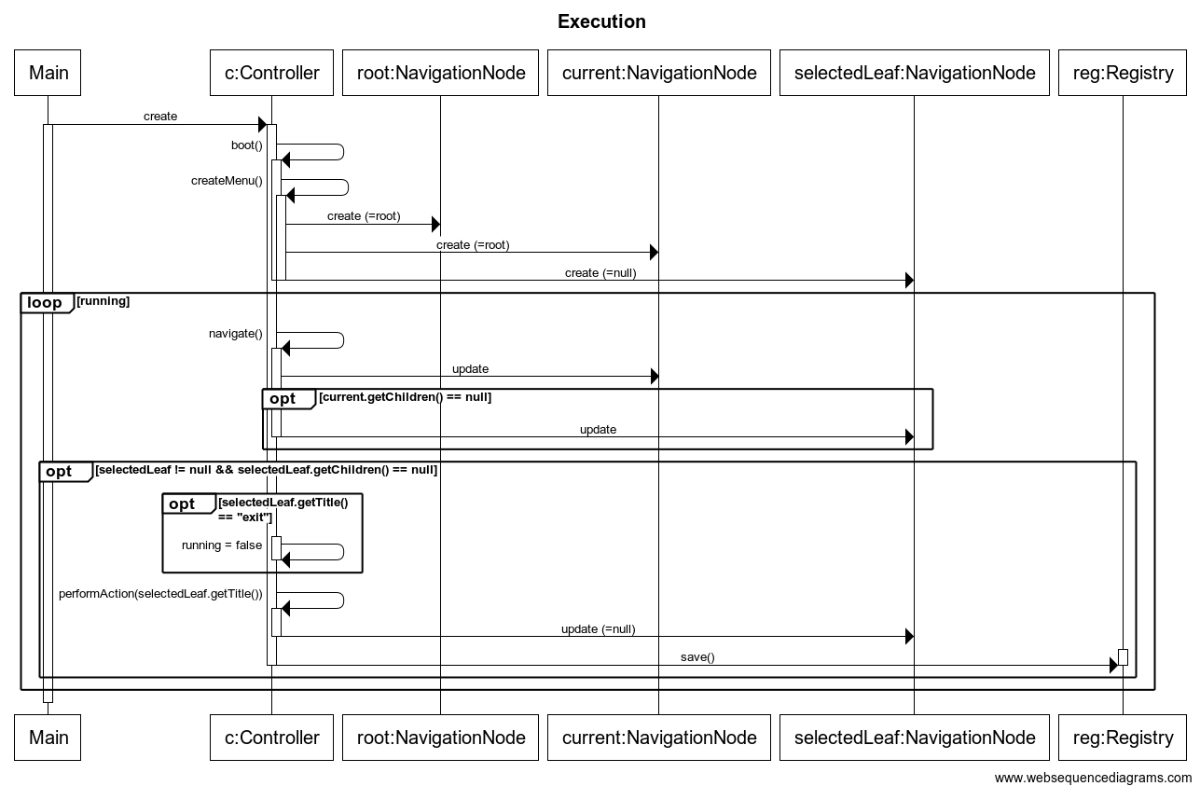 Execution
Main
c:Controller
root:NavigationNode
current:NavigationNode
selectedLeaf:NavigationNode
reg:Registry
create
boot()
createMenu()
create (=root)
create (=root)
create (=null)
loop
[running]
navigate()
update
opt
[current.getChildren() == null]
update
opt
[selectedLeaf != null && selectedLeaf.getChildren() == null]
opt
[selectedLeaf.getTitle()
== "exit"]
running = false
performAction(selectedLeaf.getTitle())
update (=null)
save()
Main
c:Controller
root:NavigationNode
current:NavigationNode
selectedLeaf:NavigationNode
reg:Registry
www.websequencediagrams.com